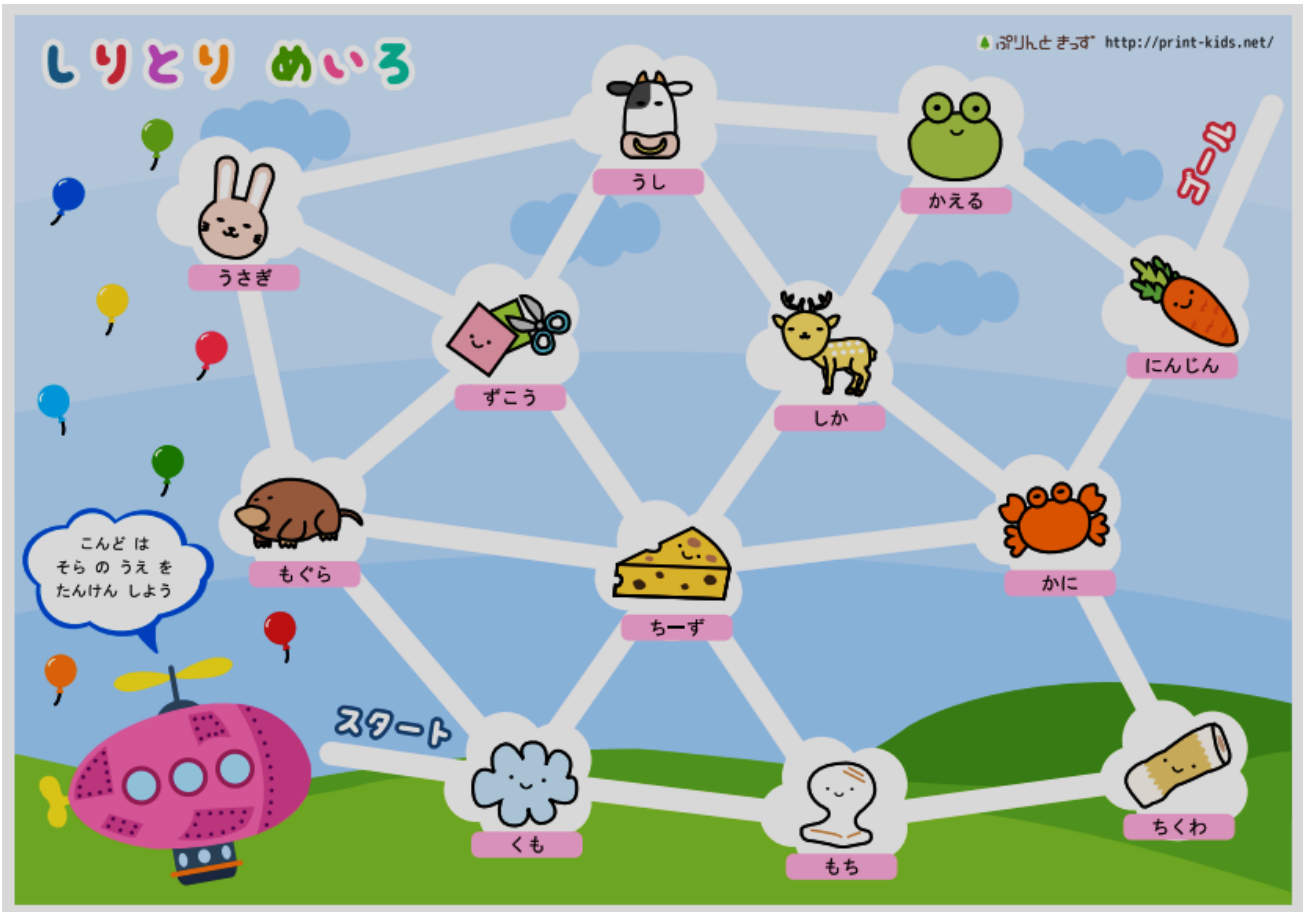 しりとり めいろ
ぷりんときっず http://print-kids.net/
ゴール
うし
かえる
うさぎ
にんじん
ずこう
しか
こんど は
そら の うえ を
たんけん しよう
もぐら
かに
ちーず
スタート
ちくわ
くも
もち